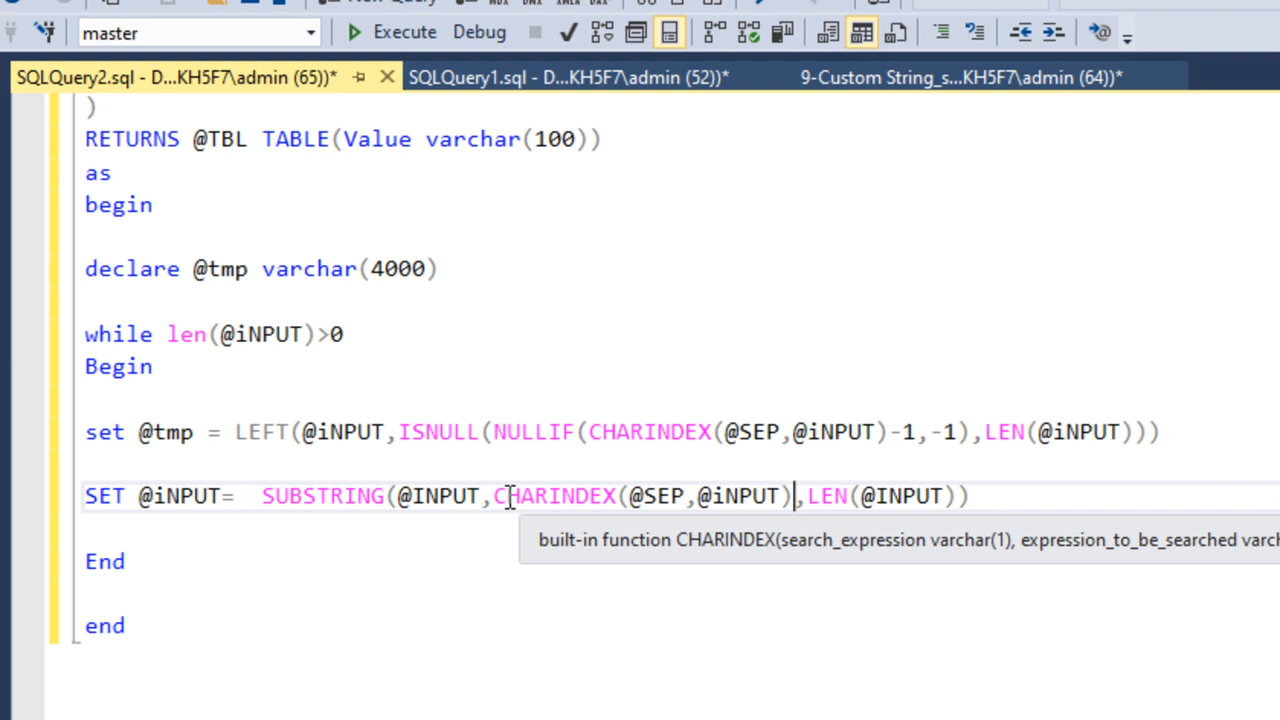 master Execute Debug
SQLQuery2.sql - D...KH5F7\admin (65))* SQLQuery1.sql - D...KH5F7\admin (52))* 9-Custom String_s...KH5F7\admin (64))*
)
RETURNS @TBL TABLE(Value varchar(100))
as
begin
declare @tmp varchar(4000)
while len(@iNPUT)>0
Begin
set @tmp = LEFT(@iNPUT,ISNULL(NULLIF(CHARINDEX(@SEP,@iNPUT)-1,-1),LEN(@iNPUT)))
SET @iNPUT=  SUBSTRING(@INPUT,CHARINDEX(@SEP,@iNPUT),LEN(@INPUT))
built-in function CHARINDEX(search_expression varchar(1), expression_to_be_searched varch
End
end